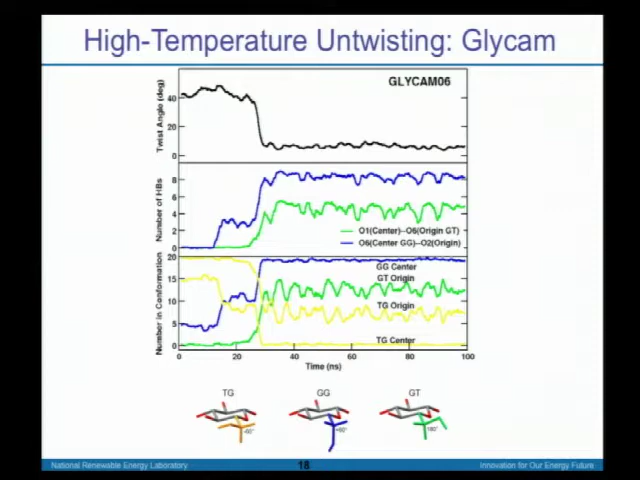 High-Temperature Untwisting: Glycam
GLYCAM06
Twist Angle (deg)
40
20
0
Number of HBs
8
6
4
2
0
O1(Center)--O6(Origin GT)
O6(Center GG)--O2(Origin)
Number in Conformation
20
15
10
5
0
GG Center
GT Origin
TG Origin
TG Center
0
20
40
60
80
100
Time (ns)
TG
GG
GT
-60°
+60°
180°
National Renewable Energy Laboratory
18
Innovation for Our Energy Future